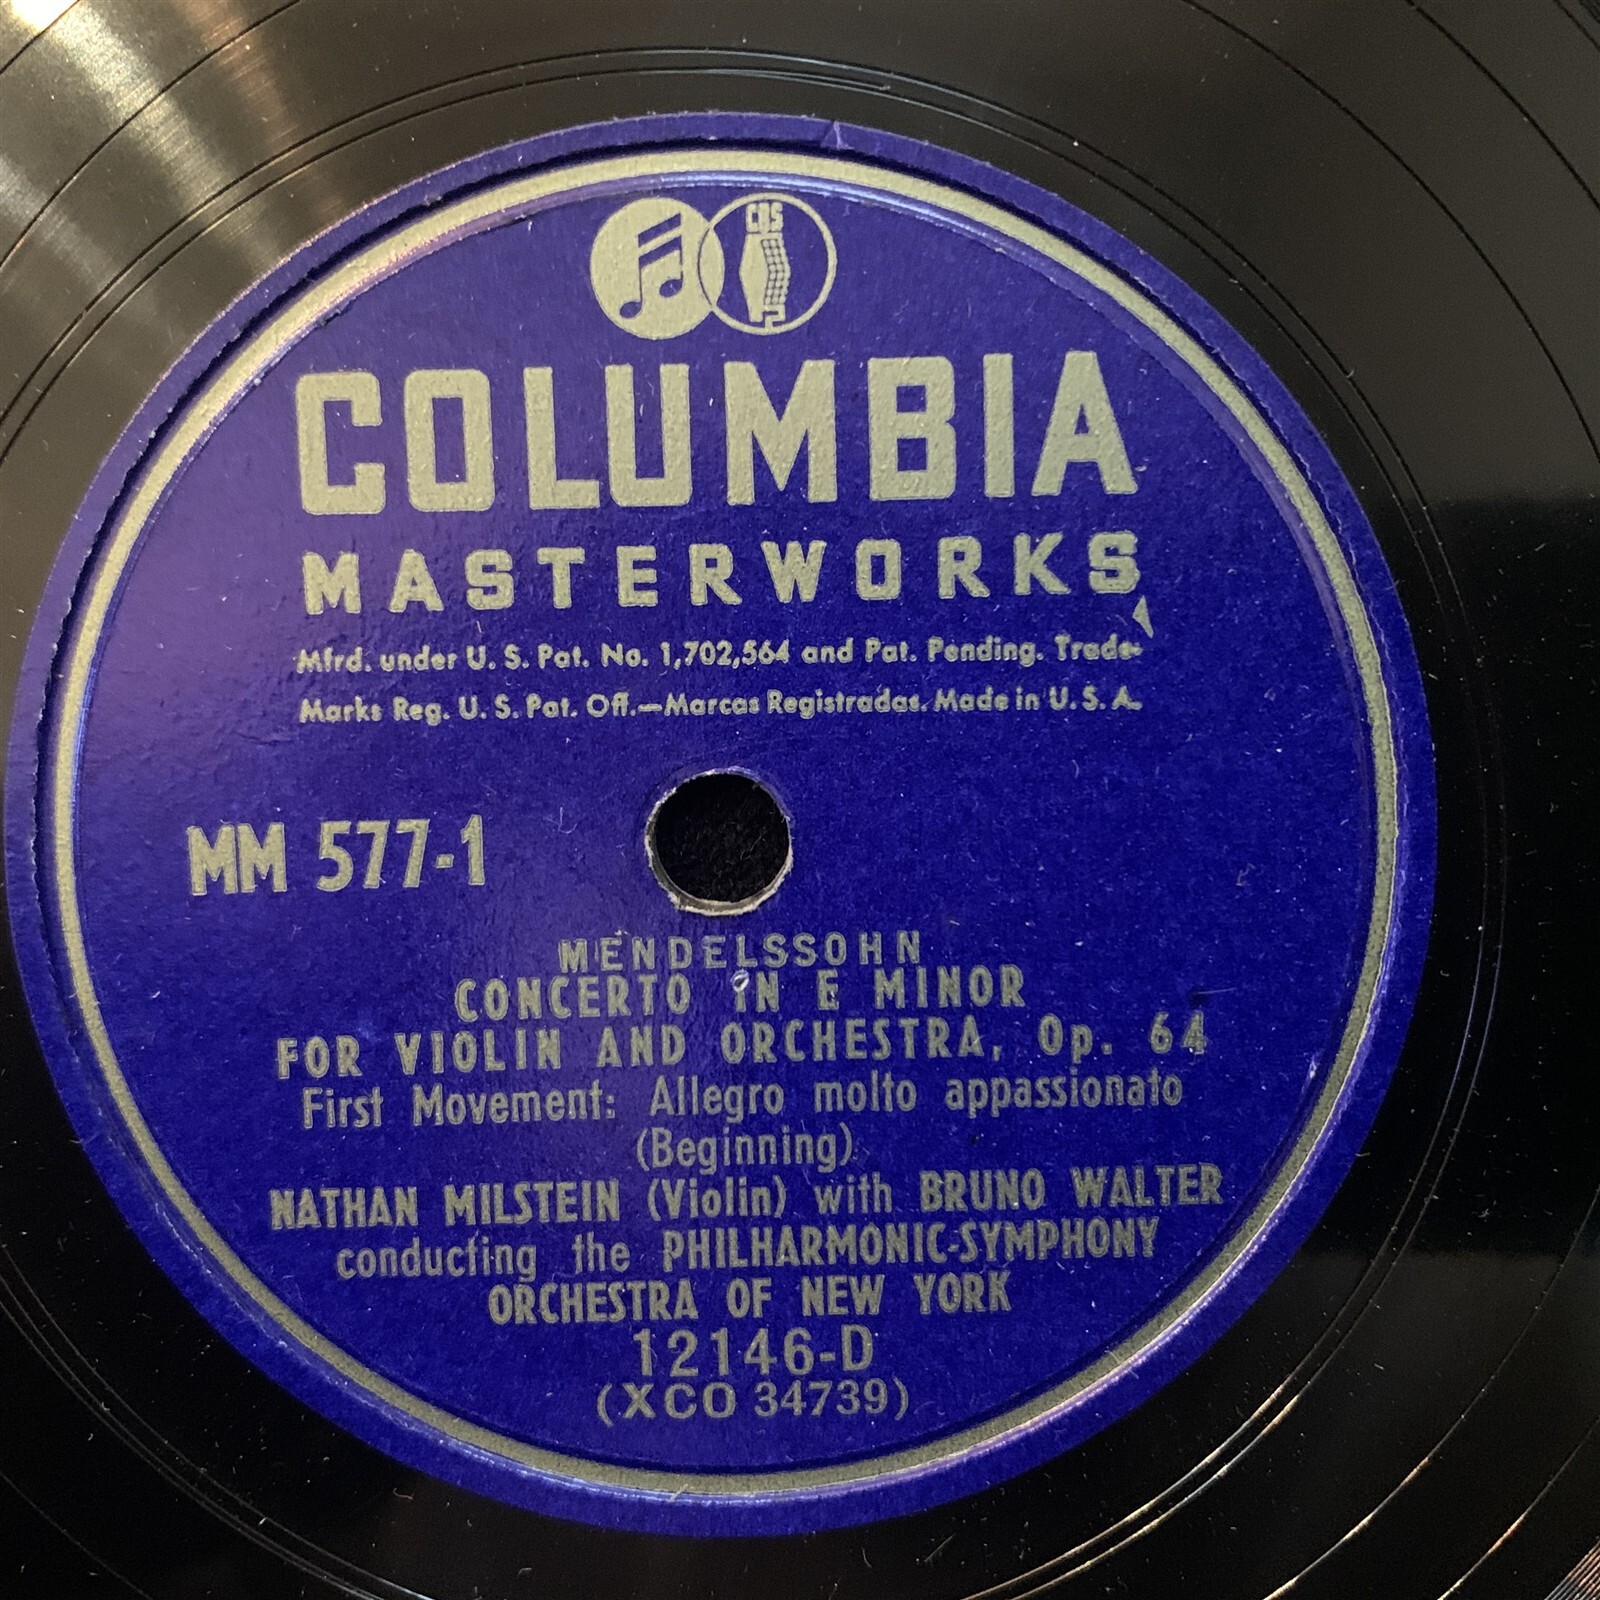 CBS
COLUMBIA
MASTERWORKS
Mfrd. under U. S. Pat. No. 1,702,564 and Pat. Pending. Trade-
Marks Reg. U. S. Pat. Off.—Marcas Registradas. Made in U. S. A.
MM 577-1
MENDELSSOHN
CONCERTO IN E MINOR
FOR VIOLIN AND ORCHESTRA, Op. 64
First Movement: Allegro molto appassionato
(Beginning)
NATHAN MILSTEIN (Violin) with BRUNO WALTER
conducting the PHILHARMONIC-SYMPHONY
ORCHESTRA OF NEW YORK
12146-D
(XCO 34739)